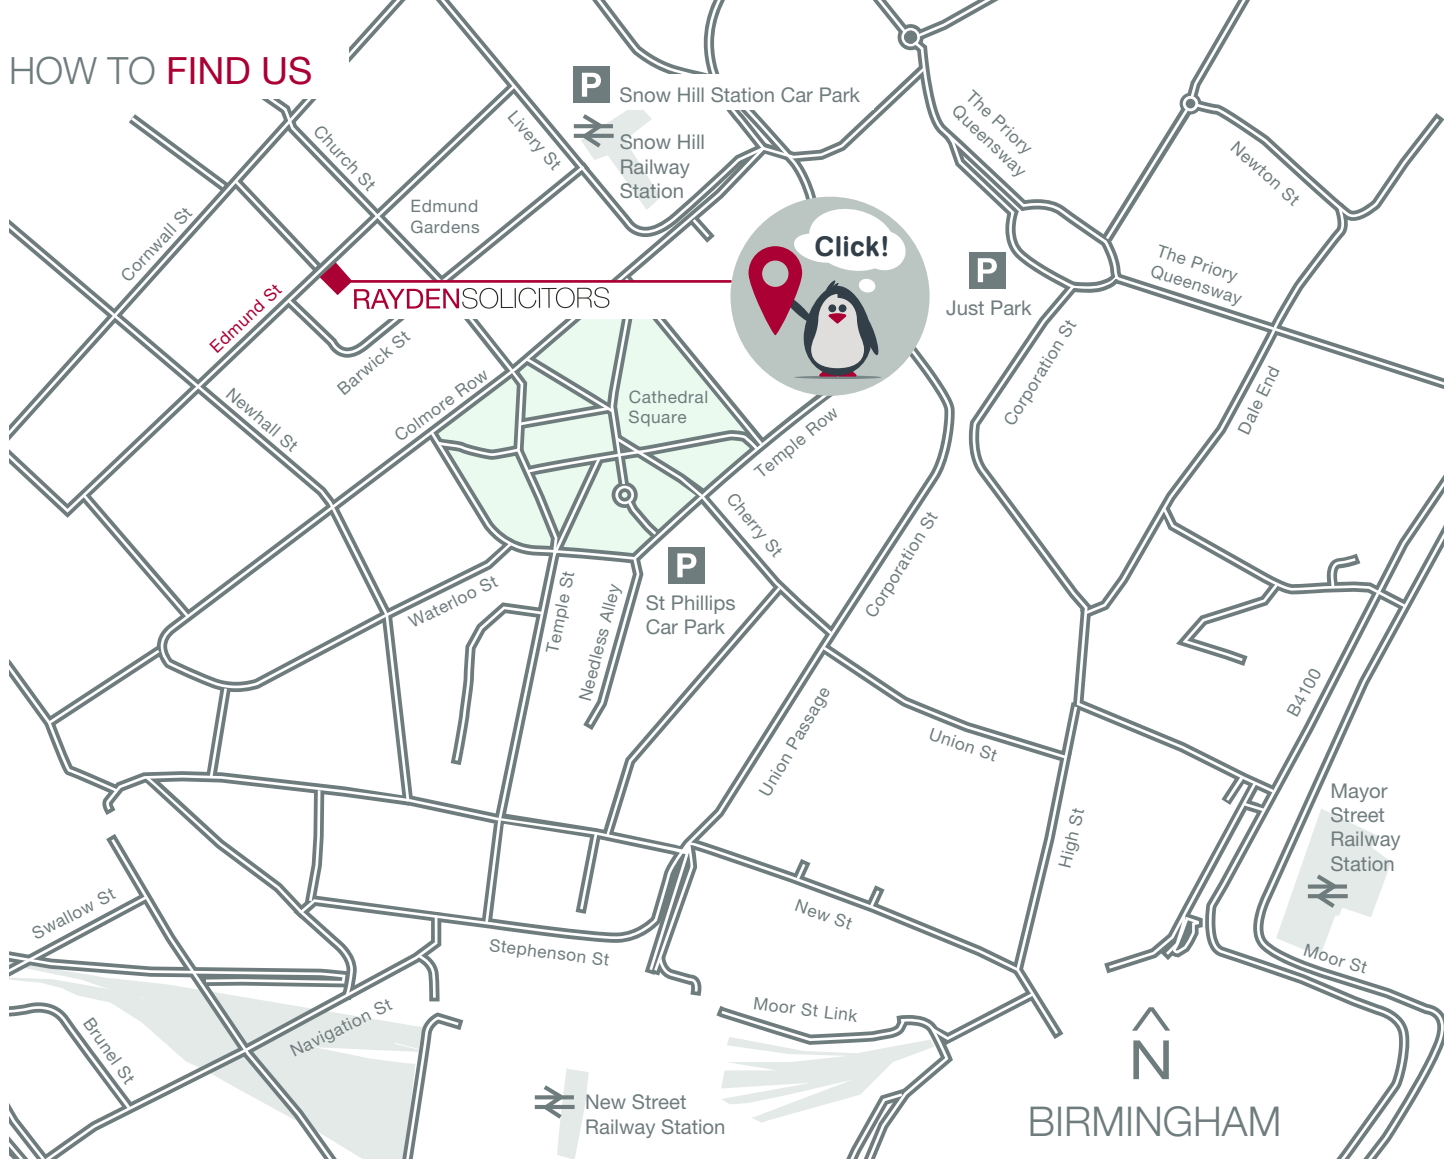 HOW TO FIND US
P
Snow Hill Station Car Park
Snow Hill
Railway
Station
The Priory
Queensway
Newton St
Church St
Livery St
Edmund
Gardens
Cornwall St
Click!
The Priory
Queensway
P
Just Park
RAYDENSOLICITORS
Edmund St
Barwick St
Corporation St
Dale End
Newhall St
Colmore Row
Cathedral
Square
Temple Row
Cherry St
Corporation St
P
St Phillips
Car Park
Waterloo St
Temple St
Needless Alley
Union Passage
Union St
B4100
High St
Mayor
Street
Railway
Station
Swallow St
New St
Stephenson St
Moor St
Navigation St
Moor St Link
Brunel St
New Street
Railway Station
N
BIRMINGHAM